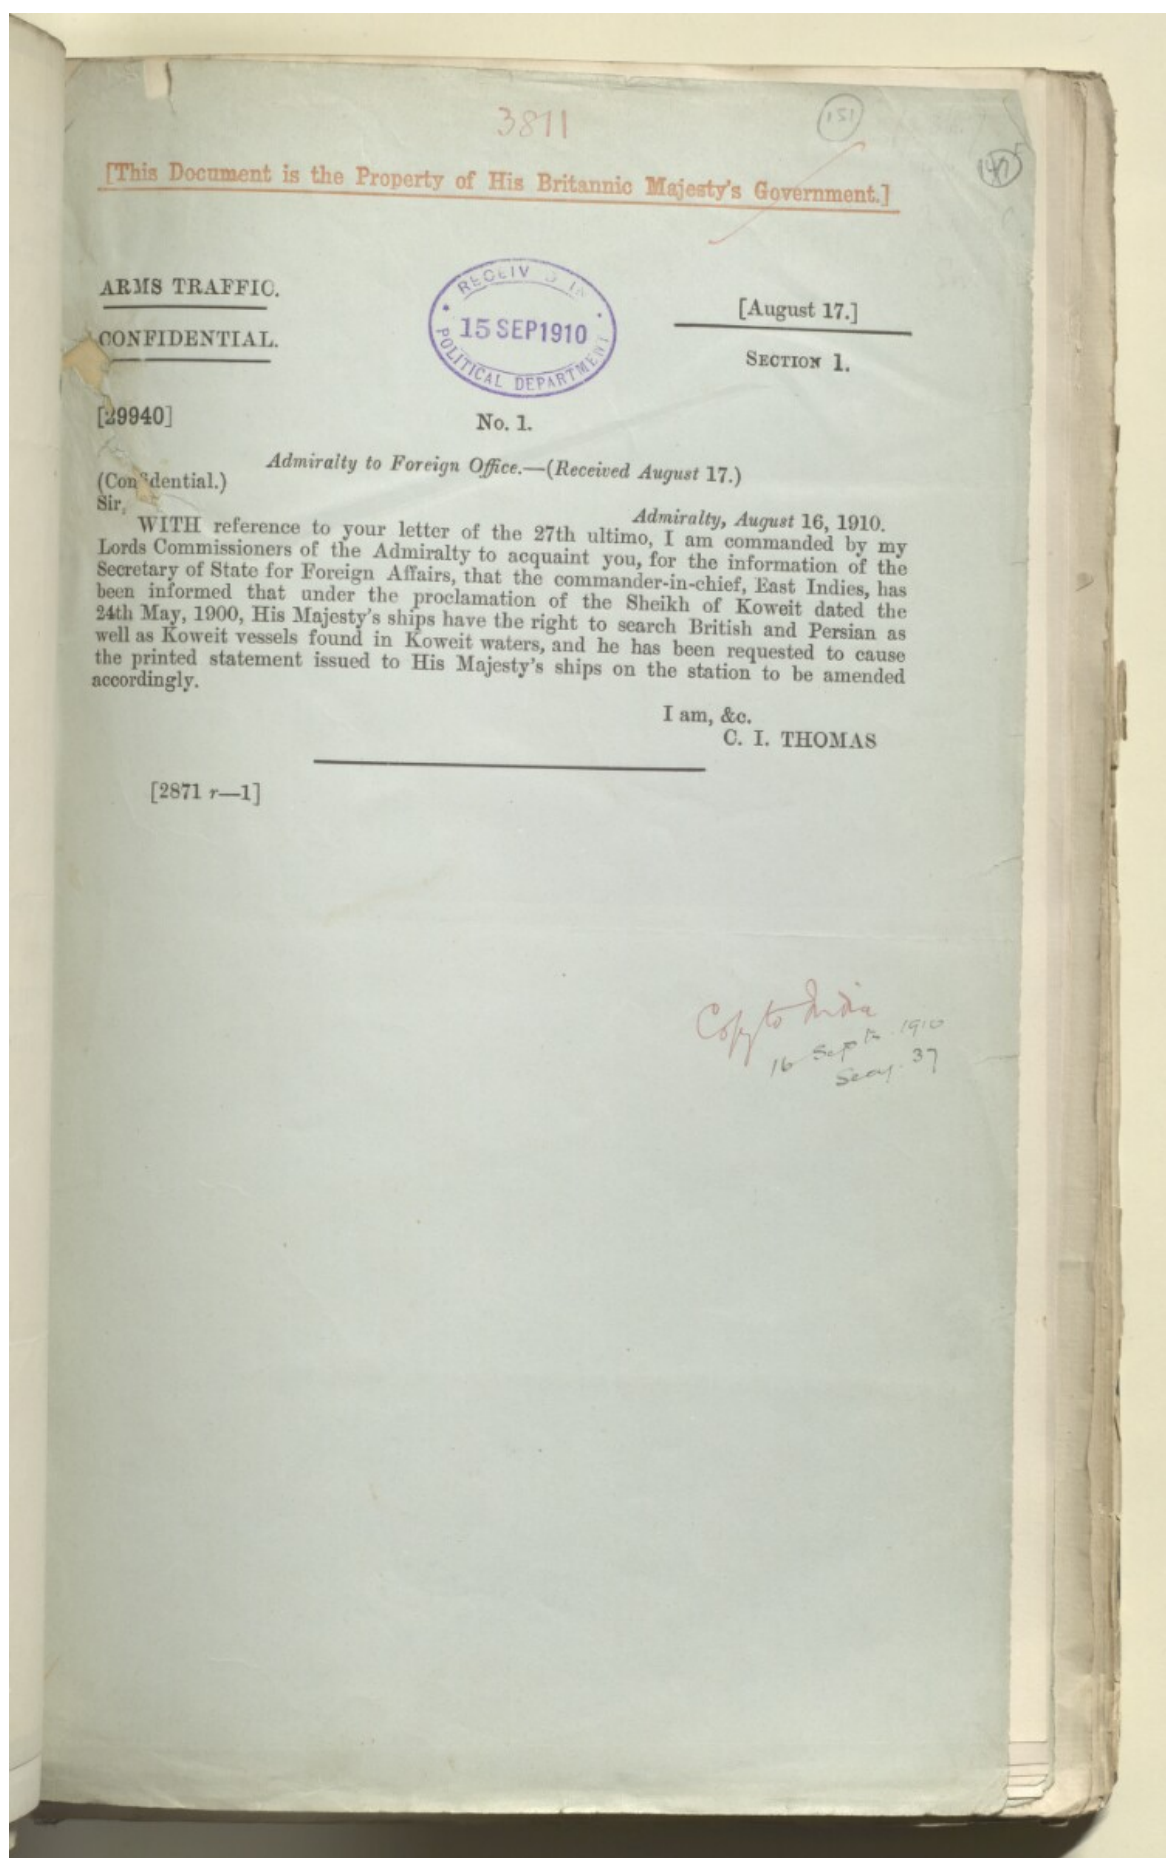 3811
151
[This Document is the Property of His Britannic Majesty's Government.]
ARMS TRAFFIC.
CONFIDENTIAL.
RECEIV D IN
15 SEP 1910
POLITICAL DEPARTMENT
[August 17.]
SECTION 1.
[29940]
No. 1.
Admiralty to Foreign Office.—(Received August 17.)
(Confidential.)
Sir,
Admiralty, August 16, 1910.
WITH reference to your letter of the 27th ultimo, I am commanded by my
Lords Commissioners of the Admiralty to acquaint you, for the information of the
Secretary of State for Foreign Affairs, that the commander-in-chief, East Indies, has
been informed that under the proclamation of the Sheikh of Koweit dated the
24th May, 1900, His Majesty's ships have the right to search British and Persian as
well as Koweit vessels found in Koweit waters, and he has been requested to cause
the printed statement issued to His Majesty's ships on the station to be amended
accordingly.
I am, &c.
C. I. THOMAS
[2871 r—1]
Copy to India
16 Sept 1910
Secy. 37